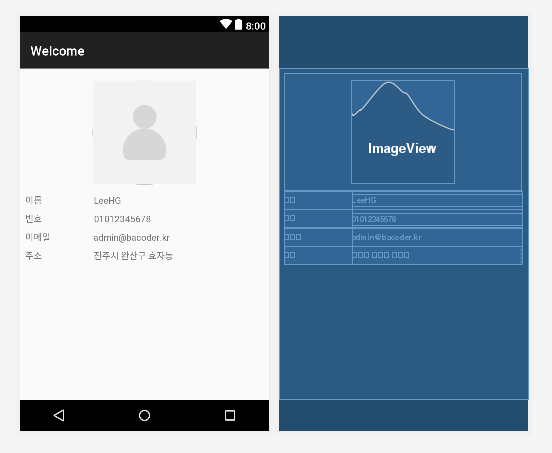 8:00
Welcome
이름 LeeHG
번호 01012345678
이메일 admin@bacoder.kr
주소 전주시 완산구 효자동
ImageView
LeeHG
01012345678
admin@bacoder.kr